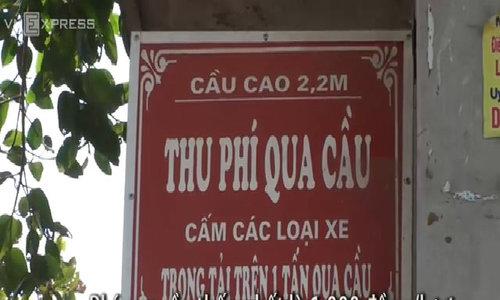 VNEXPRESS
CẦU CAO 2,2M
THU PHÍ QUA CẦU
CẤM CÁC LOẠI XE
TRỌNG TẢI TRÊN 1 TẤN QUA CẦU